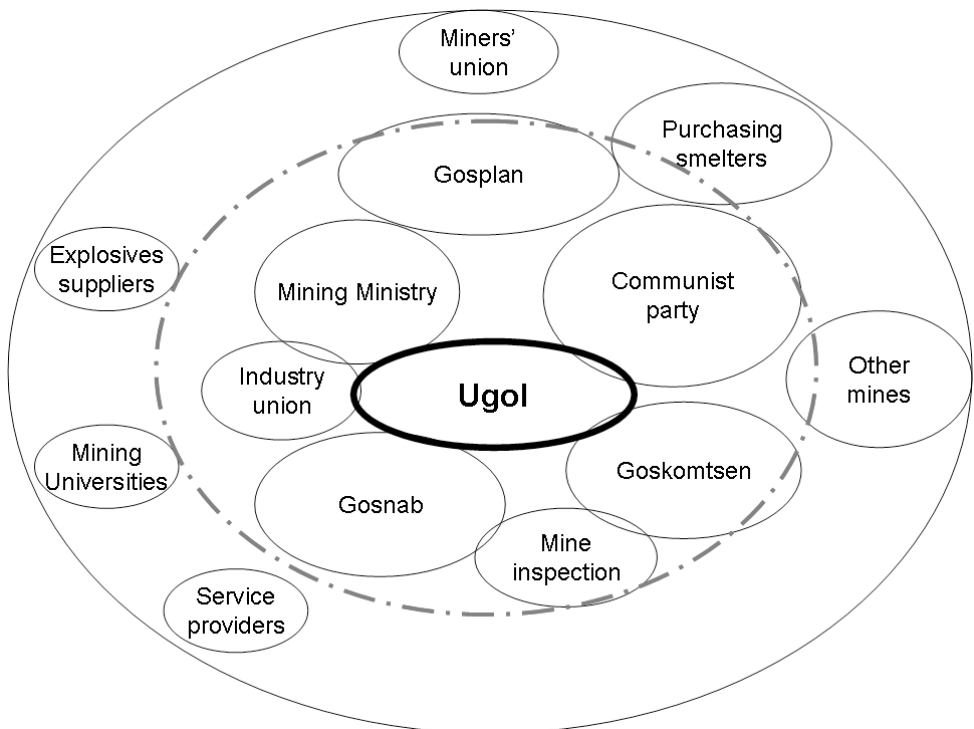 Miners’
union
Purchasing
smelters
Gosplan
Explosives
suppliers
Mining Ministry
Communist
party
Industry
union
Ugol
Other
mines
Mining
Universities
Gosnab
Goskomtsen
Mine
inspection
Service
providers